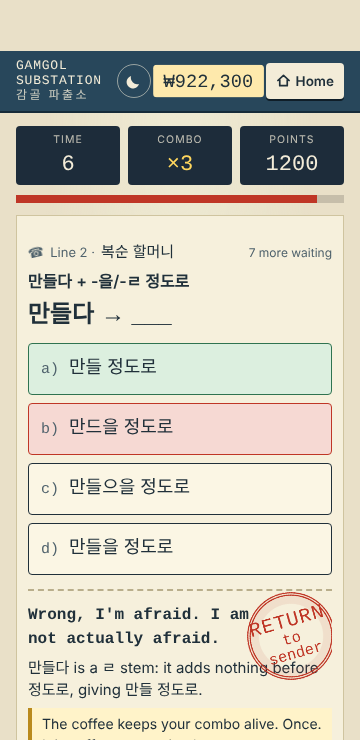 GAMGOL
SUBSTATION
감골 파출소
₩922,300
Home
TIME
6
COMBO
×3
POINTS
1200
☎ Line 2 · 복순 할머니
7 more waiting
만들다 + -을/-ㄹ 정도로
만들다 → ___
a) 만들 정도로
b) 만드을 정도로
c) 만들으을 정도로
d) 만들을 정도로
Wrong, I'm afraid. I am
not actually afraid.
RETURN
to
sender
만들다 is a ㄹ stem: it adds nothing before
정도로, giving 만들 정도로.
The coffee keeps your combo alive. Once.